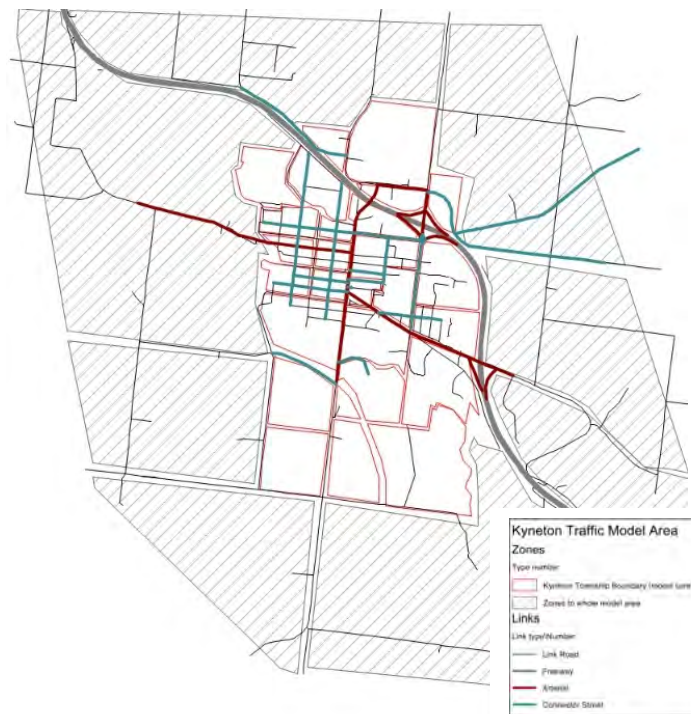 Kyneton Traffic Model Area
Zones
Type number
Kyneton Township Boundary
Zones to whole model area
Links
Link type\Number
Link Road
Freeway
Arterial
Connector Street